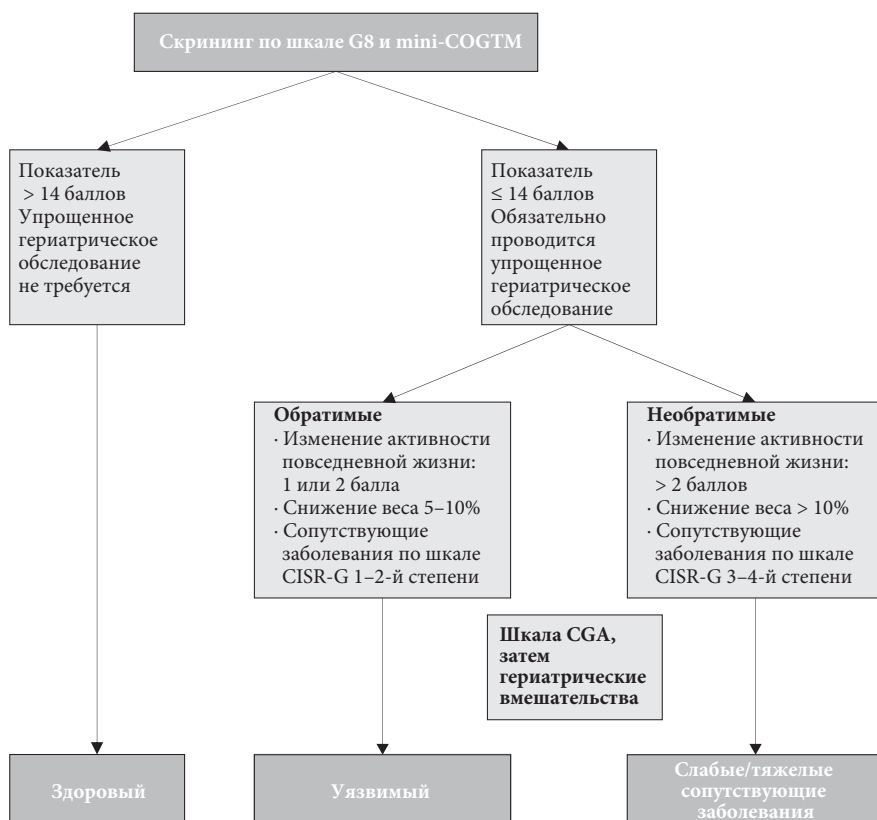 Скрининг по шкале G8 и mini-COGTM
Показатель
> 14 баллов
Упрощенное
гериатрическое
обследование
не требуется
Показатель
≤ 14 баллов
Обязательно
проводится
упрощенное
гериатрическое
обследование
Обратимые
· Изменение активности
повседневной жизни:
1 или 2 балла
· Снижение веса 5–10%
· Сопутствующие
заболевания по шкале
CISR-G 1–2-й степени
Необратимые
· Изменение активности
повседневной жизни:
> 2 баллов
· Снижение веса > 10%
· Сопутствующие
заболевания по шкале
CISR-G 3–4-й степени
Шкала CGA,
затем
гериатрические
вмешательства
Здоровый
Уязвимый
Слабые/тяжелые
сопутствующие
заболевания